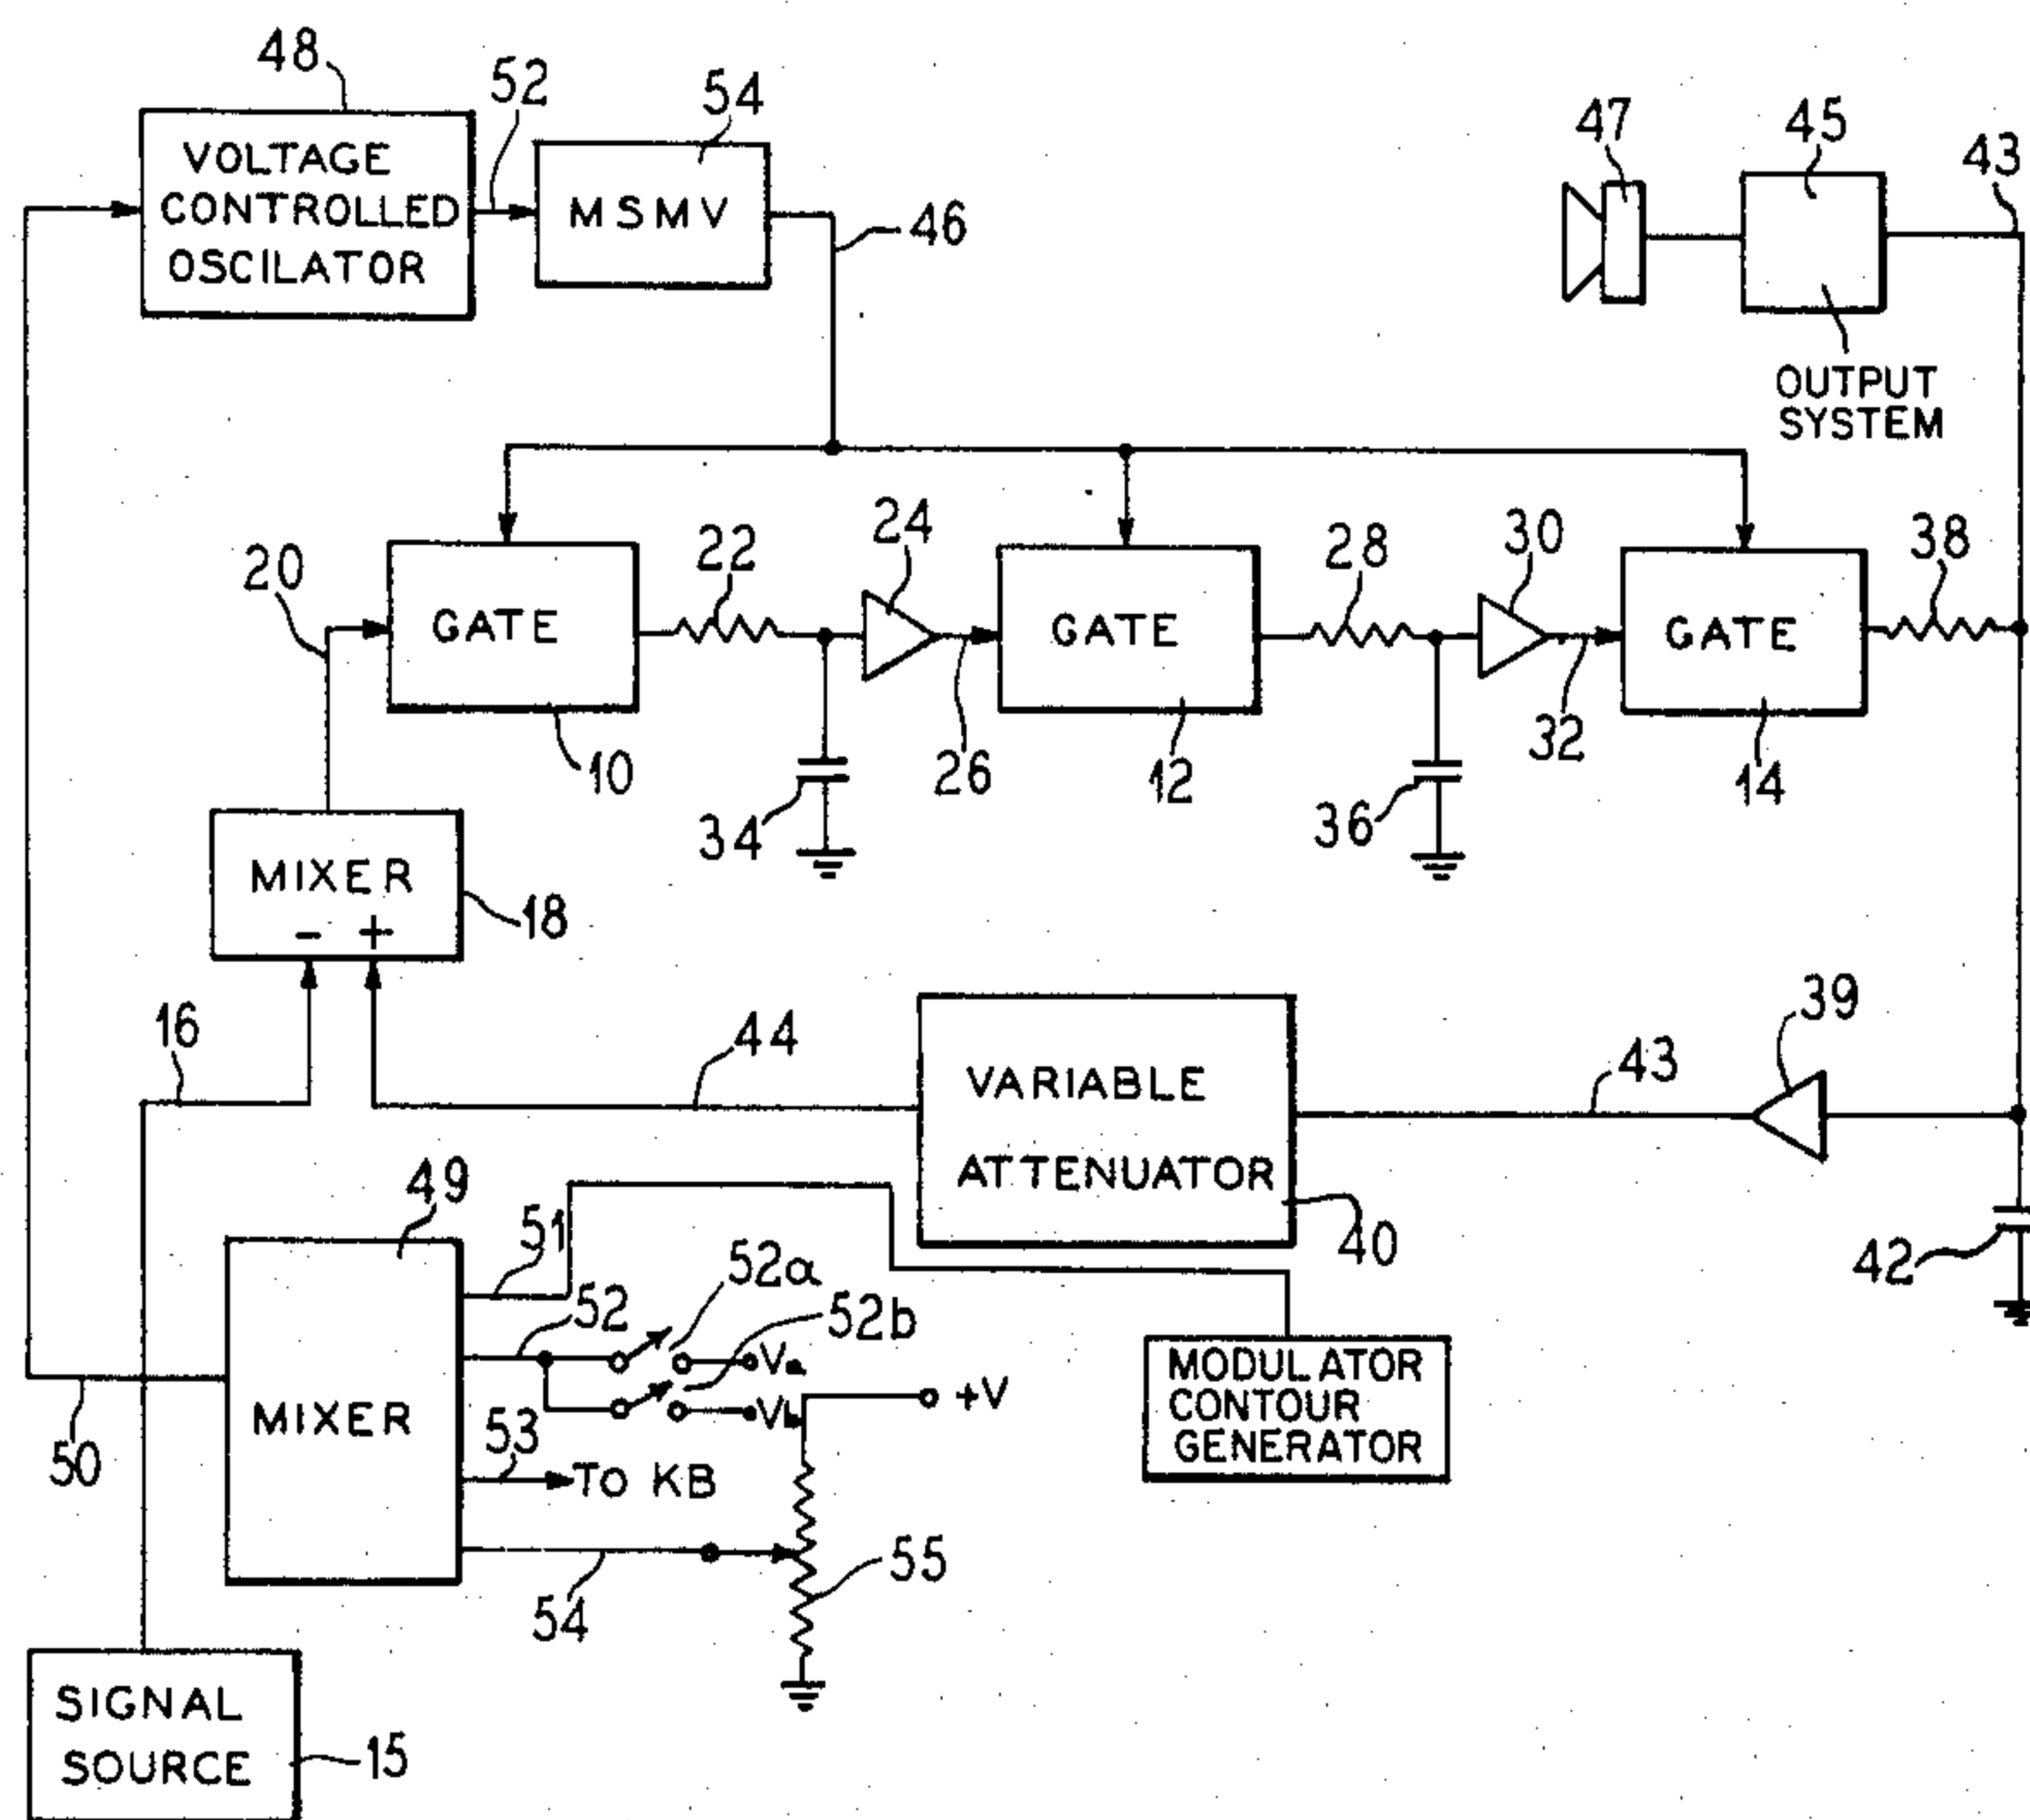 48
52
54
47
45
43
VOLTAGE
CONTROLLED
OSCILATOR
MSMV
46
OUTPUT
SYSTEM
20
22
24
28
30
38
GATE
GATE
GATE
10
34
26
12
36
32
14
MIXER
- +
18
16
44
39
43
VARIABLE
ATTENUATOR
40
42
49
51
52
52a
52b
Va
Vb
+V
MODULATOR
CONTOUR
GENERATOR
MIXER
50
53
TO KB
54
55
SIGNAL
SOURCE
15